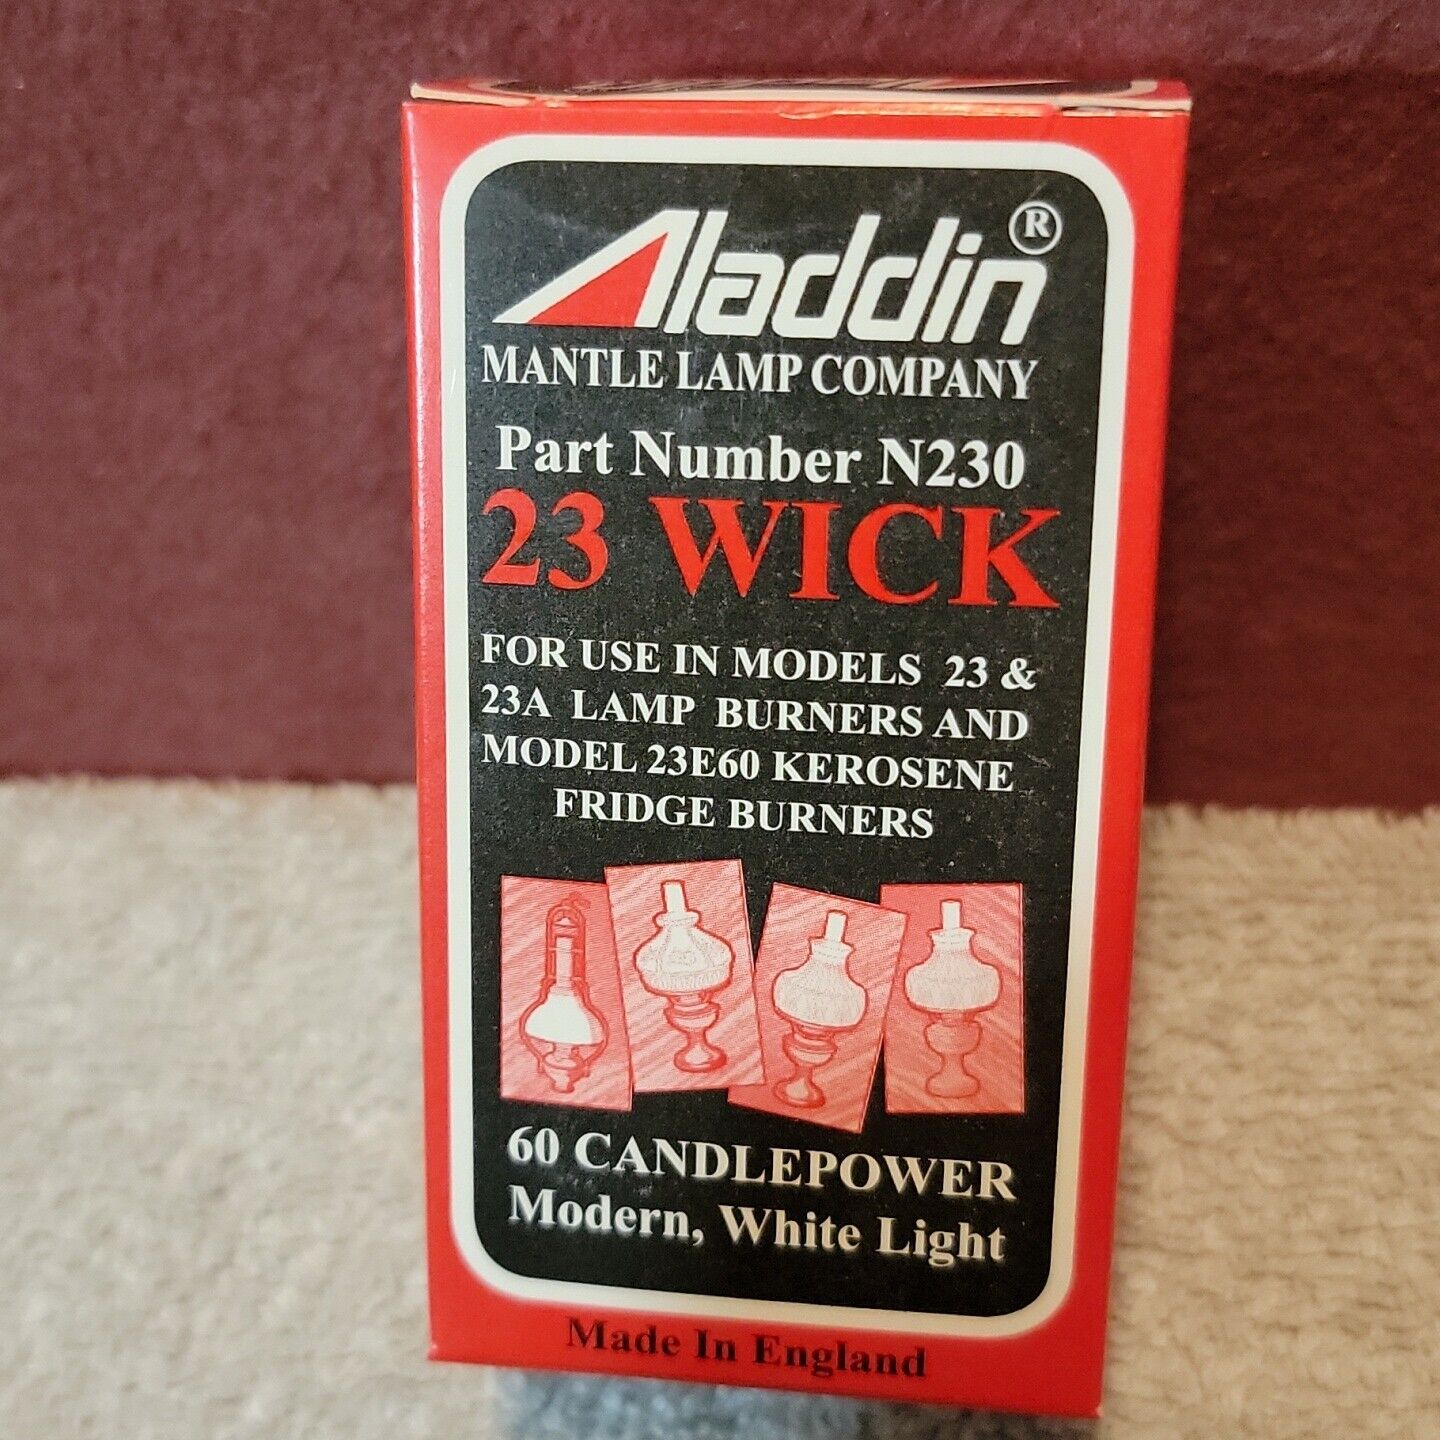 Aladdin®
MANTLE LAMP COMPANY
Part Number N230
23 WICK
FOR USE IN MODELS 23 &
23A LAMP BURNERS AND
MODEL 23E60 KEROSENE
FRIDGE BURNERS
60 CANDLEPOWER
Modern, White Light
Made In England